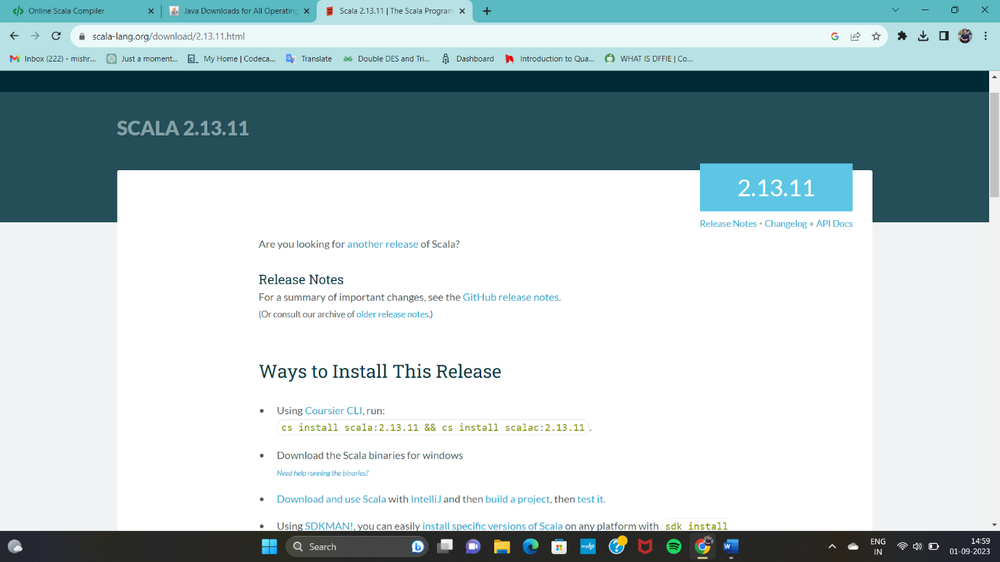 Online Scala Compiler
Java Downloads for All Operating
Scala 2.13.11 | The Scala Program
scala-lang.org/download/2.13.11.html
Inbox (222) - mishr...
Just a moment...
My Home | Codeca...
Translate
Double DES and Tri...
Dashboard
Introduction to Qua...
WHAT IS DFFIE | Co...
SCALA 2.13.11
2.13.11
Release Notes • Changelog • API Docs
Are you looking for another release of Scala?
Release Notes
For a summary of important changes, see the GitHub release notes.
(Or consult our archive of older release notes.)
Ways to Install This Release
• Using Coursier CLI, run:
cs install scala:2.13.11 && cs install scalac:2.13.11.
• Download the Scala binaries for windows
Need help running the binaries?
• Download and use Scala with IntelliJ and then build a project, then test it.
• Using SDKMAN!, you can easily install specific versions of Scala on any platform with sdk install
Search
myhp
ENG
IN
14:59
01-09-2023